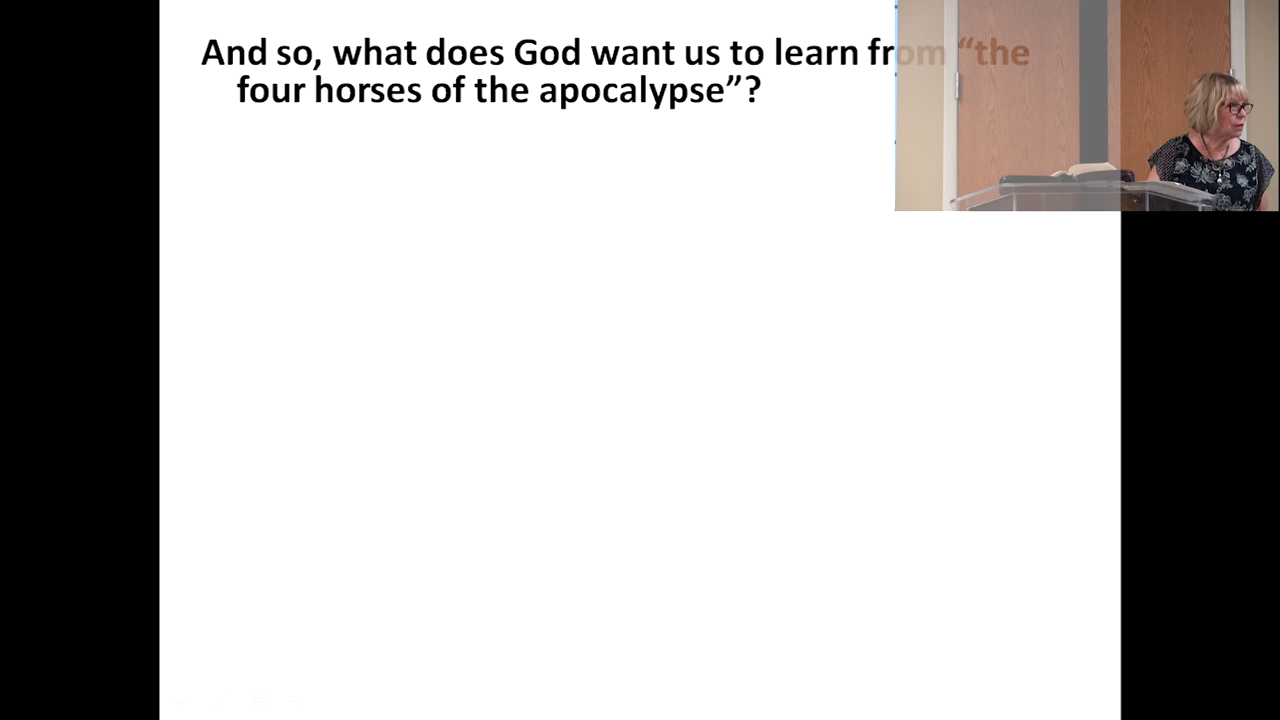 And so, what does God want us to learn from “the
four horses of the apocalypse”?